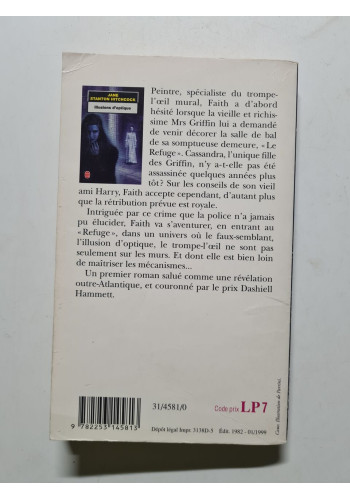 JANE
STANTON HITCHCOCK
Illusions d'optique
Peintre, spécialiste du trompe-
l'œil mural, Faith a d'abord
hésité lorsque la vieille et richis-
sime Mrs Griffin lui a demandé
de venir décorer la salle de bal
de sa somptueuse demeure, « Le
Refuge ». Cassandra, l'unique fille
des Griffin, n'y a-t-elle pas été
assassinée quelques années plus
tôt ? Sur les conseils de son vieil
ami Harry, Faith accepte cependant, d'autant plus
que la rétribution prévue est royale.
Intriguée par ce crime que la police n'a jamais
pu élucider, Faith va s'aventurer, en entrant au
« Refuge », dans un univers où le faux-semblant,
l'illusion d'optique, le trompe-l'œil ne sont pas
seulement sur les murs. Et dont elle est bien loin
de maîtriser les mécanismes...
Un premier roman salué comme une révélation
outre-Atlantique, et couronné par le prix Dashiell
Hammett.
31/4581/0
Code prix LP 7
9 782253 145813
Dépôt légal Impr. 3138D-5 Édit. 1982 - 01/1999